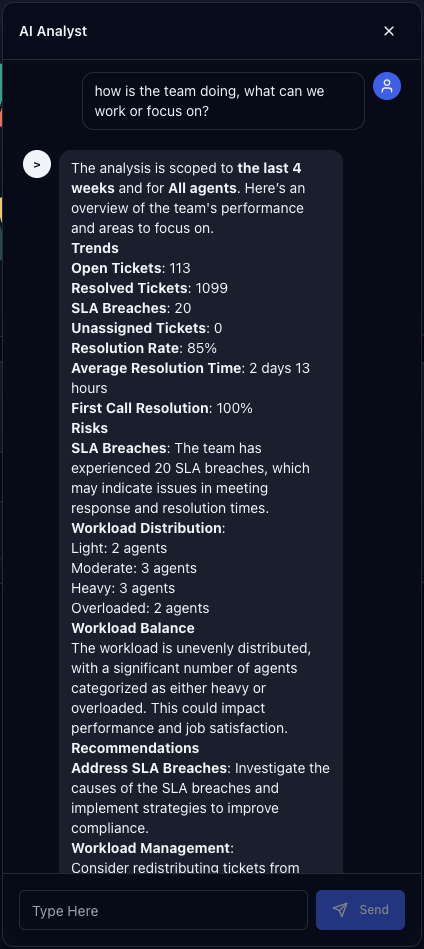 AI Analyst
how is the team doing, what can we
work or focus on?
>
The analysis is scoped to the last 4
weeks and for All agents. Here's an
overview of the team's performance
and areas to focus on.
Trends
Open Tickets: 113
Resolved Tickets: 1099
SLA Breaches: 20
Unassigned Tickets: 0
Resolution Rate: 85%
Average Resolution Time: 2 days 13
hours
First Call Resolution: 100%
Risks
SLA Breaches: The team has
experienced 20 SLA breaches, which
may indicate issues in meeting
response and resolution times.
Workload Distribution:
Light: 2 agents
Moderate: 3 agents
Heavy: 3 agents
Overloaded: 2 agents
Workload Balance
The workload is unevenly distributed,
with a significant number of agents
categorized as either heavy or
overloaded. This could impact
performance and job satisfaction.
Recommendations
Address SLA Breaches: Investigate the
causes of the SLA breaches and
implement strategies to improve
compliance.
Workload Management:
Consider redistributing tickets from
Type Here
Send